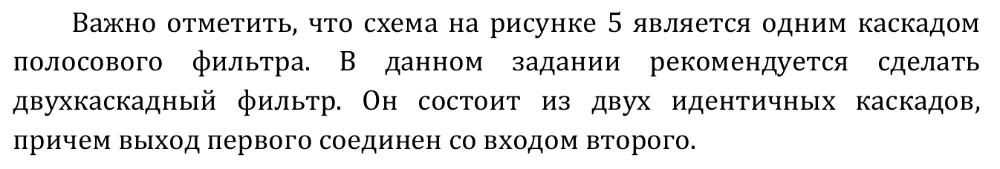 Важно отметить, что схема на рисунке 5 является одним каскадом
полосового фильтра. В данном задании рекомендуется сделать
двухкаскадный фильтр. Он состоит из двух идентичных каскадов,
причем выход первого соединен со входом второго.